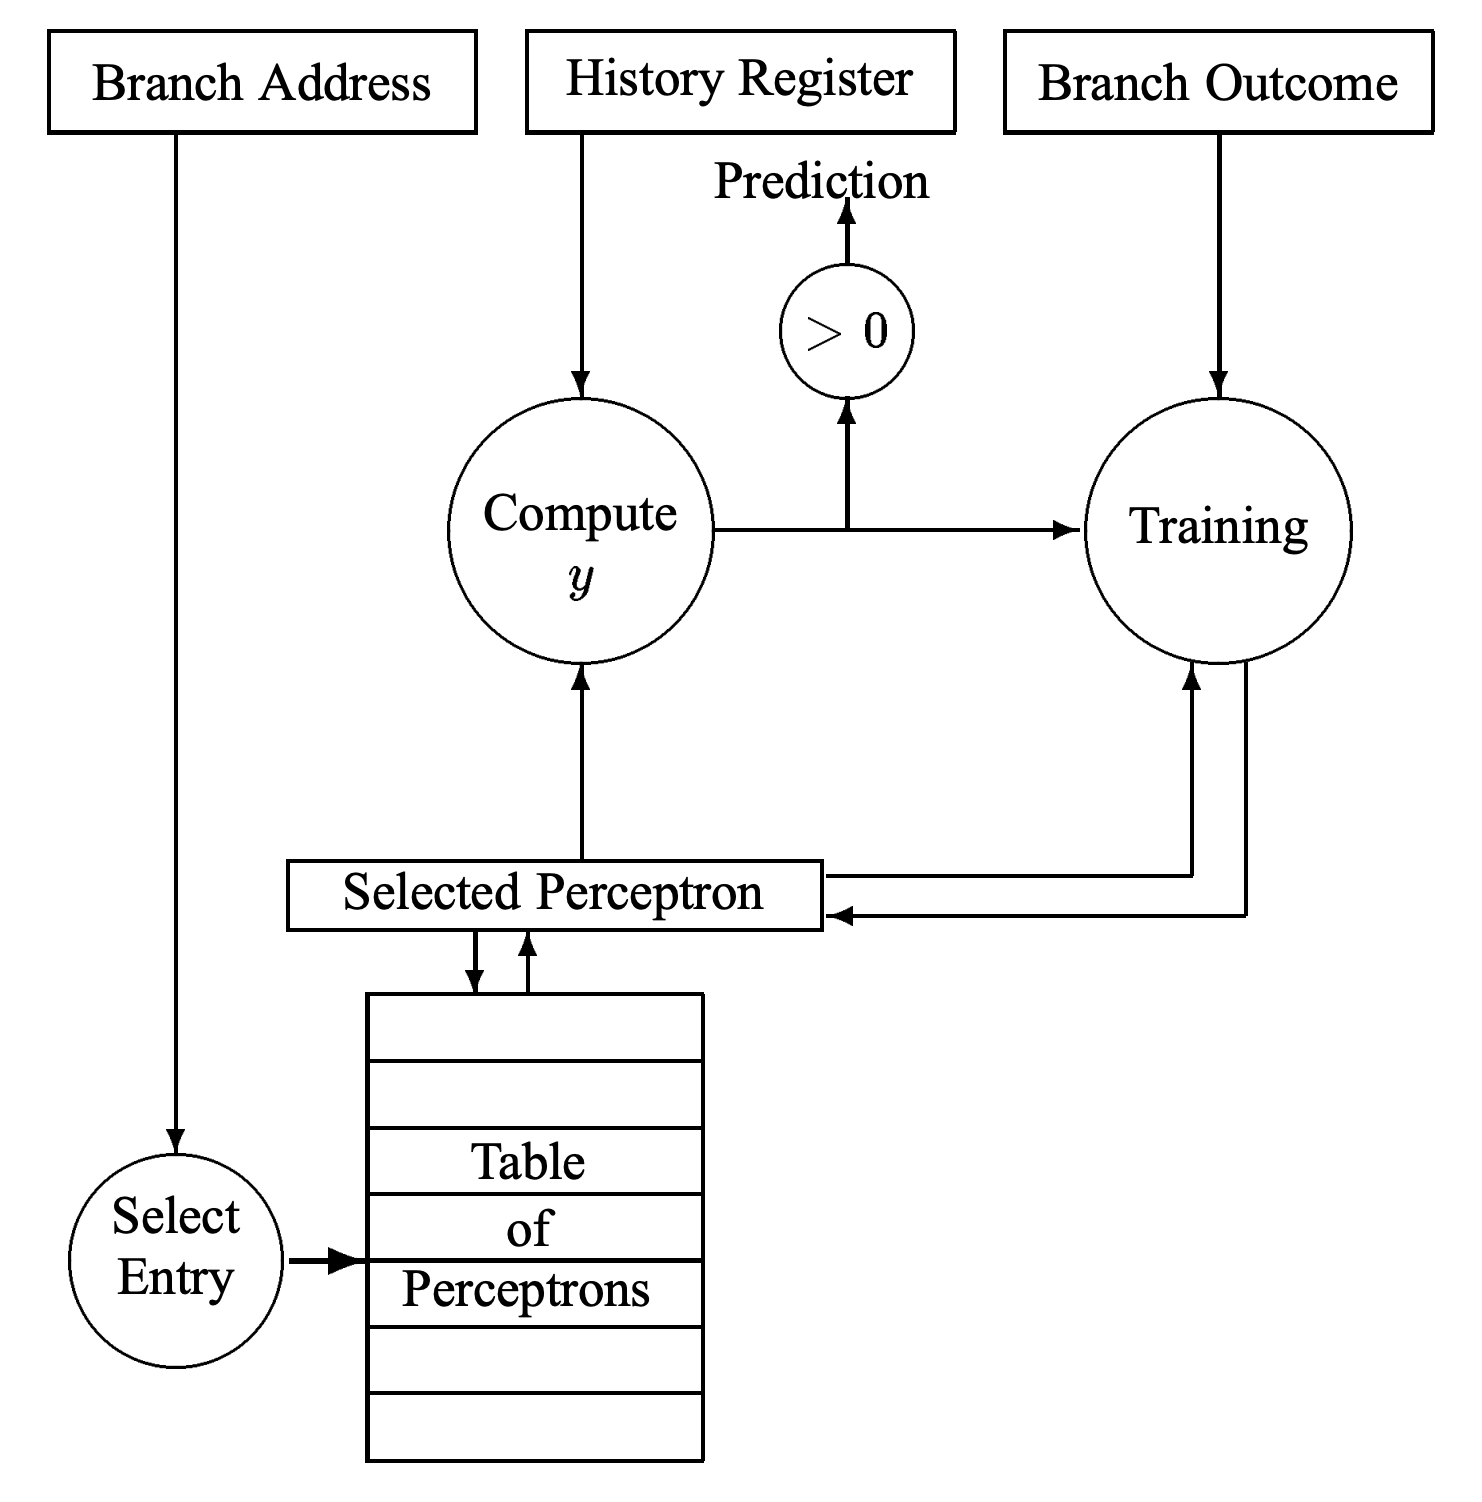 Branch Address
History Register
Branch Outcome
Prediction
> 0
Compute
y
Training
Selected Perceptron
Table
of
Perceptrons
Select
Entry